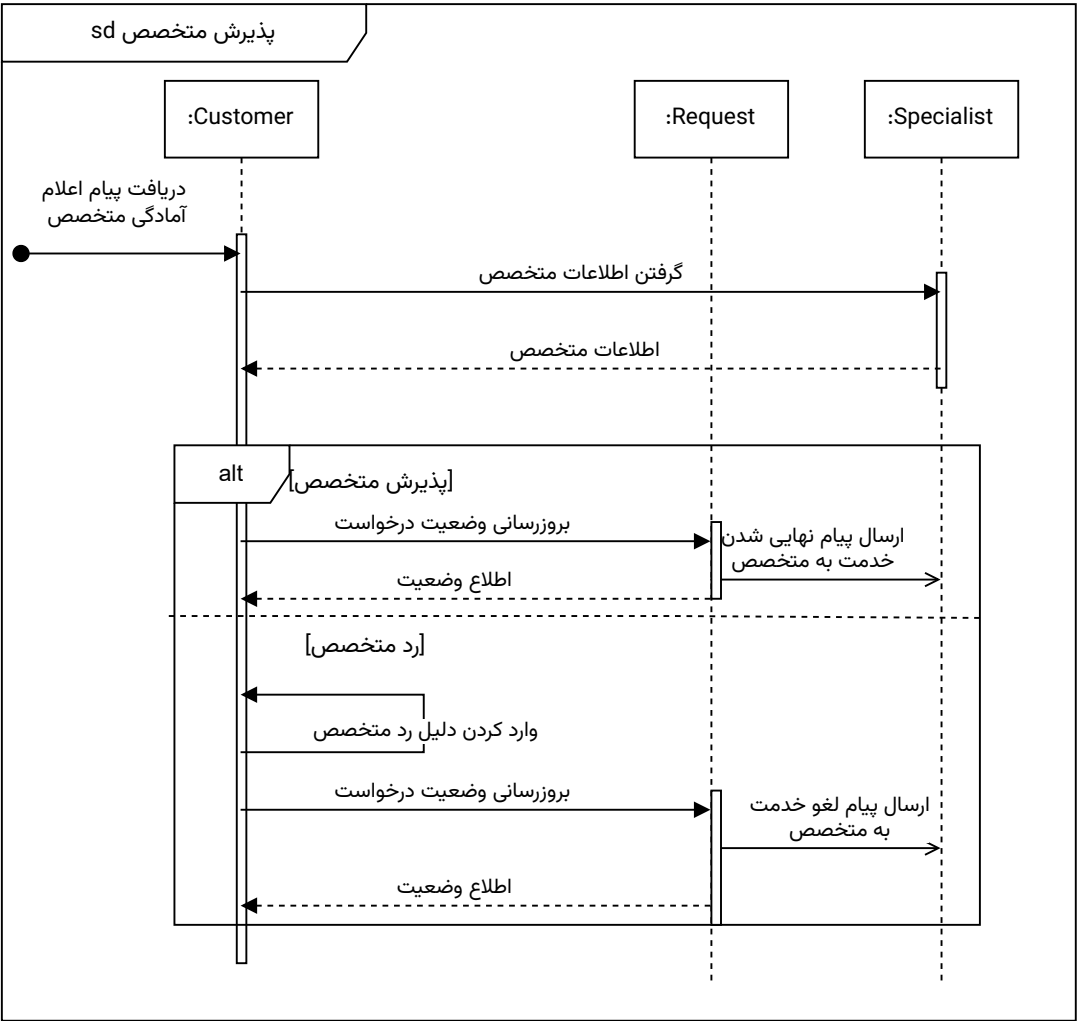 sd پذیرش متخصص
:Customer
:Request
:Specialist
دریافت پیام اعلام
آمادگی متخصص
گرفتن اطلاعات متخصص
اطلاعات متخصص
alt
[پذیرش متخصص]
بروزرسانی وضعیت درخواست
ارسال پیام نهایی شدن
خدمت به متخصص
اطلاع وضعیت
[رد متخصص]
وارد کردن دلیل رد متخصص
بروزرسانی وضعیت درخواست
ارسال پیام لغو خدمت
به متخصص
اطلاع وضعیت